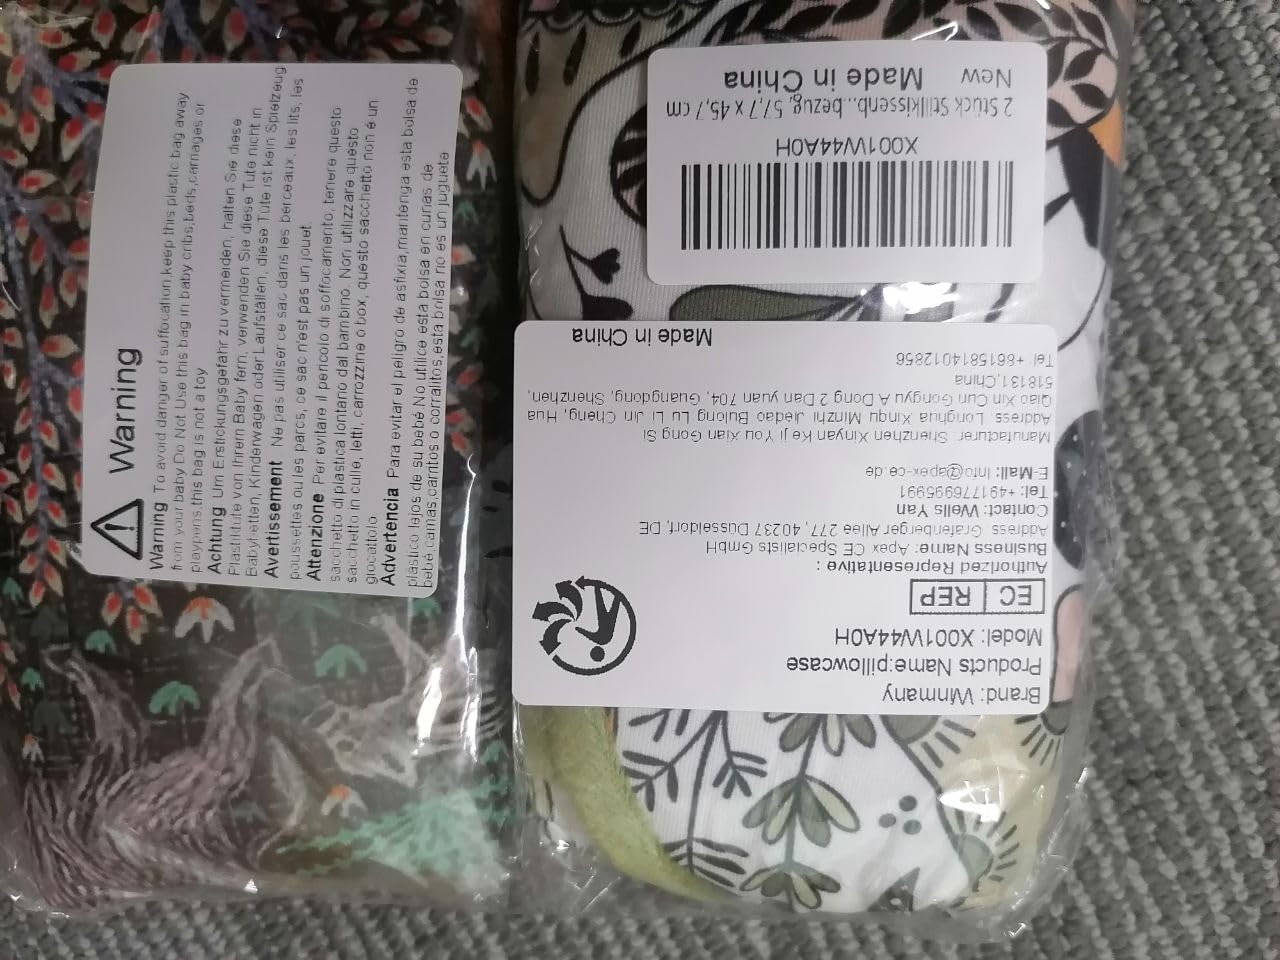 Warning
Warning To avoid danger of suffocation,keep this plastic bag away
from your baby.Do Not Use this bag in baby cribs,beds,carriages or
playpens.this bag is not a toy
Achtung Um Erstickungsgefahr zu vermeiden, halten Sie diese
Plastiktute von Ihrem Baby fern, verwenden Sie diese Tute nicht in
Babybetten, Kinderwagen oder Laufställen, diese Tute ist kein Spielzeug
Avertissement Ne pas utiliser ce sac dans les berceaux, les lits, les
poussettes ou les parcs, ce sac n'est pas un jouet.
Attenzione Per evitare il pericolo di soffocamento, tenere questo
sacchetto di plastica lontano dal bambino. Non utilizzare questo
sacchetto in culle, letti, carrozzine o box, questo sacchetto non è un
giocattolo
Advertencia Para evitar el peligro de asfixia,mantenga esta bolsa de
plástico lejos de su bebé.No utilice esta bolsa en cunas de
bebé camas,carritos o corralitos,esta bolsa no es un juguete
Brand: Winmany
Products Name:pillowcase
Model: X001W44A0H
EC REP
Authorized Representative :
Business Name: Apex CE Specialists GmbH
Address Grafenberger Allee 277, 40237 Düsseldorf, DE
Contact: Wells Yan
Tel: +491776995991
E-Mail: Info@apex-ce.de
Manufacturer: Shenzhen Xinyan Xinyan Ke ji You Xian Gong Si
Address Longhua Xinqu Minzhi Jiedao Bulong Lu Li Jin Cheng, Hua
Qiao Xin Cun Gongyu A Dong 2 Dan yuan 704, Guangdong, Shenzhen,
518131,China
Tel +8615814012856
Made in China
X001W44A0H
2 Stück Stillkissenb...bezug, 57,7 x 45,7 cm
New Made in China